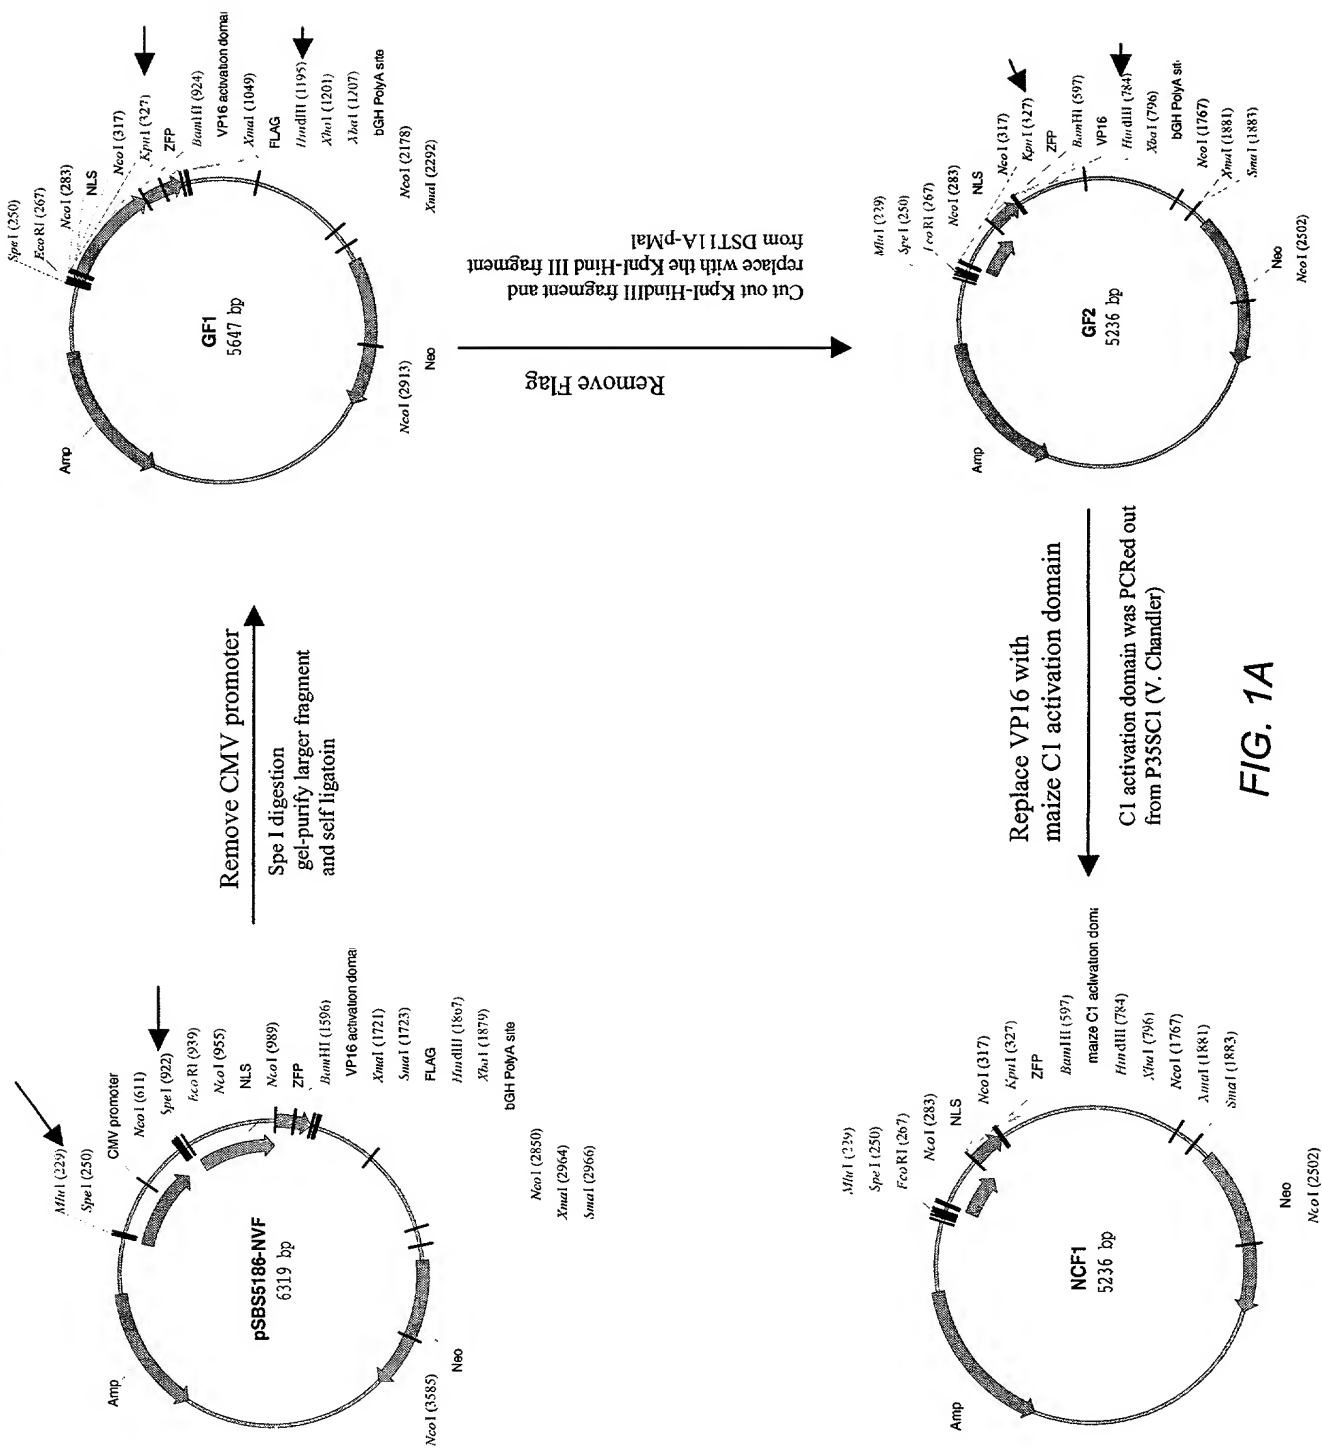 Amp
MluI (229)
SpeI (250)
CMV promoter
NcoI (611)
SpeI (922)
EcoRI (939)
NcoI (955)
NLS
NcoI (989)
ZFP
BamHI (1596)
VP16 activation domai
XmaI (1721)
SmaI (1723)
FLAG
HindIII (1867)
XbaI (1879)
bGH PolyA site
NcoI (2850)
XmaI (2964)
SmaI (2966)
Neo
NcoI (3585)
pSBS5186-NVF
6319 bp
Remove CMV promoter
Spe I digestion
gel-purify larger fragment
and self ligatoin
Amp
SpeI (250)
EcoRI (267)
NcoI (283)
NLS
NcoI (317)
KpnI (327)
ZFP
BamHI (924)
VP16 activation domai
XmaI (1049)
FLAG
HindIII (1195)
XhoI (1201)
XbaI (1207)
bGH PolyA site
NcoI (2178)
XmaI (2292)
Neo
NcoI (2913)
GF1
5647 bp
Remove Flag
Cut out KpnI-HindIII fragment and
replace with the KpnI-Hind III fragment
from DST11A-pMal
Amp
MluI (229)
SpeI (250)
EcoRI (267)
NcoI (283)
NLS
NcoI (317)
KpnI (327)
ZFP
BamHI (597)
VP16
HindIII (784)
XbaI (796)
bGH PolyA sit
NcoI (1767)
XmaI (1881)
SmaI (1883)
Neo
NcoI (2502)
GF2
5236 bp
Replace VP16 with
maize C1 activation domain
C1 activation domain was PCRed out
from P35SC1 (V. Chandler)
Amp
MluI (229)
SpeI (250)
EcoRI (267)
NcoI (283)
NLS
NcoI (317)
KpnI (327)
ZFP
BamHI (597)
maize C1 activation doma
HindIII (784)
XbaI (796)
NcoI (1767)
XmaI (1881)
SmaI (1883)
Neo
NcoI (2502)
NCF1
5236 bp
FIG. 1A